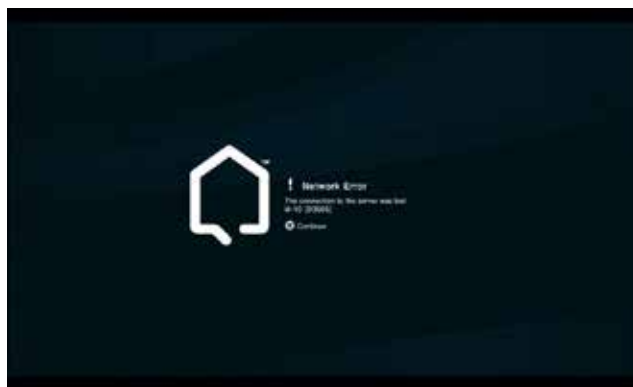 ! Network Error
The connection to the server was lost
Continue